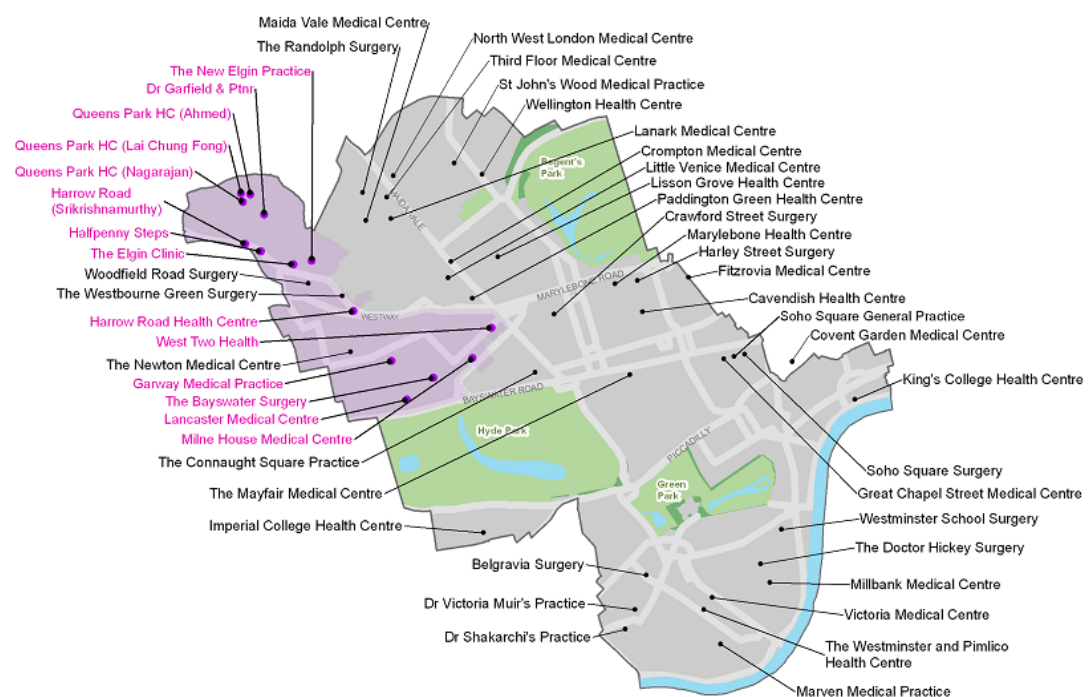 Maida Vale Medical Centre
The Randolph Surgery
The New Elgin Practice
Dr Garfield & Ptnr
Queens Park HC (Ahmed)
Queens Park HC (Lai Chung Fong)
Queens Park HC (Nagarajan)
Harrow Road
(Srikrishnamurthy)
Halfpenny Steps
The Elgin Clinic
Woodfield Road Surgery
The Westbourne Green Surgery
Harrow Road Health Centre
West Two Health
The Newton Medical Centre
Garway Medical Practice
The Bayswater Surgery
Lancaster Medical Centre
Milne House Medical Centre
The Connaught Square Practice
The Mayfair Medical Centre
Imperial College Health Centre
Belgravia Surgery
Dr Victoria Muir's Practice
Dr Shakarchi's Practice
North West London Medical Centre
Third Floor Medical Centre
St John's Wood Medical Practice
Wellington Health Centre
Lanark Medical Centre
Crompton Medical Centre
Little Venice Medical Centre
Lisson Grove Health Centre
Paddington Green Health Centre
Crawford Street Surgery
Marylebone Health Centre
Harley Street Surgery
Fitzrovia Medical Centre
Cavendish Health Centre
Soho Square General Practice
Covent Garden Medical Centre
King's College Health Centre
Soho Square Surgery
Great Chapel Street Medical Centre
Westminster School Surgery
The Doctor Hickey Surgery
Millbank Medical Centre
Victoria Medical Centre
The Westminster and Pimlico
Health Centre
Marven Medical Practice
Regent's
Park
MAIDA VALE
MARYLEBONE ROAD
WESTWAY
BAYSWATER ROAD
Hyde Park
PICCADILLY
Green
Park